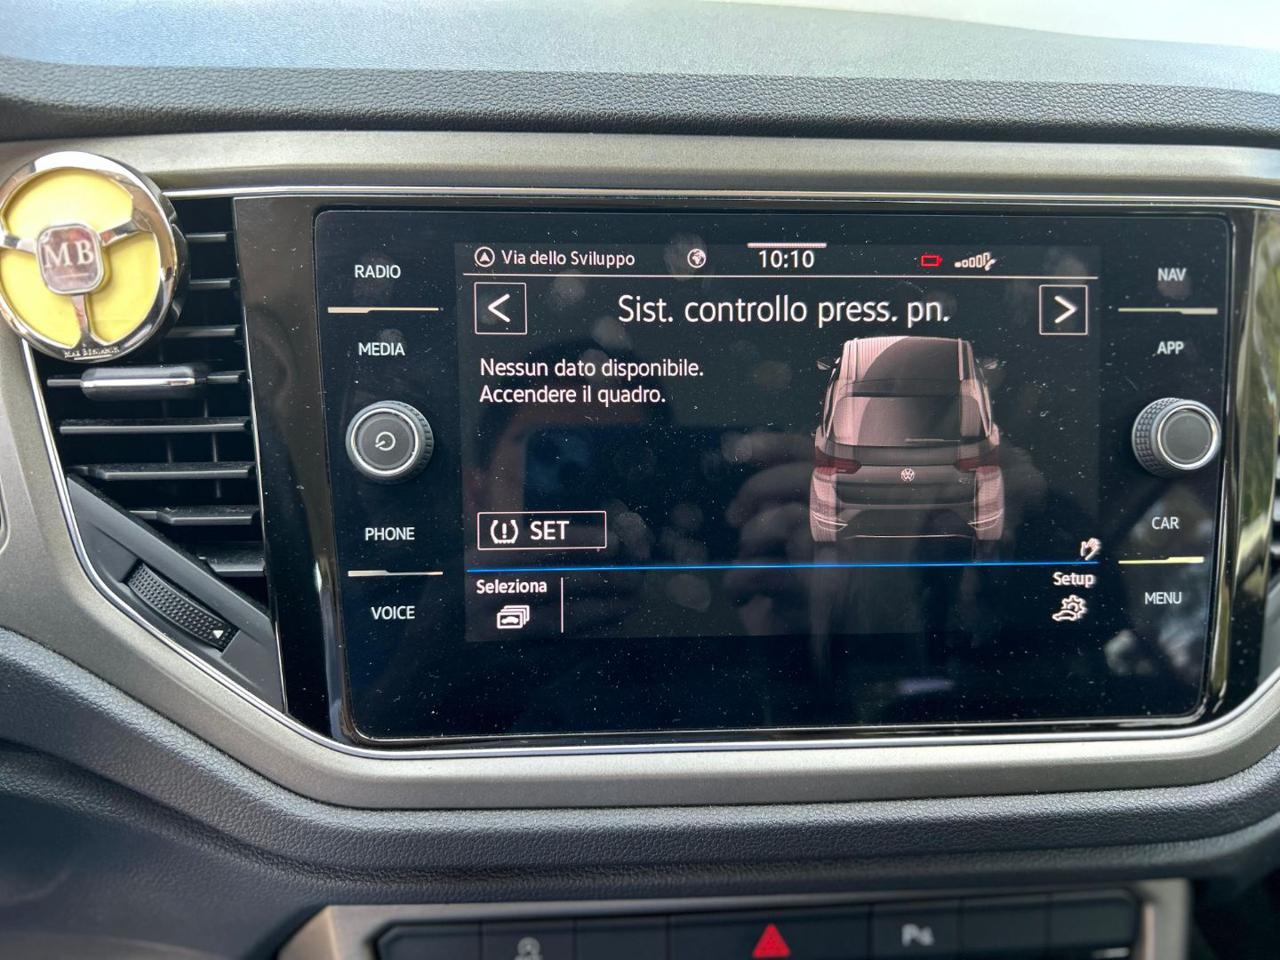 MB
RADIO
MEDIA
PHONE
VOICE
Via dello Sviluppo
10:10
Sist. controllo press. pn.
Nessun dato disponibile.
Accendere il quadro.
SET
Seleziona
Setup
NAV
APP
CAR
MENU